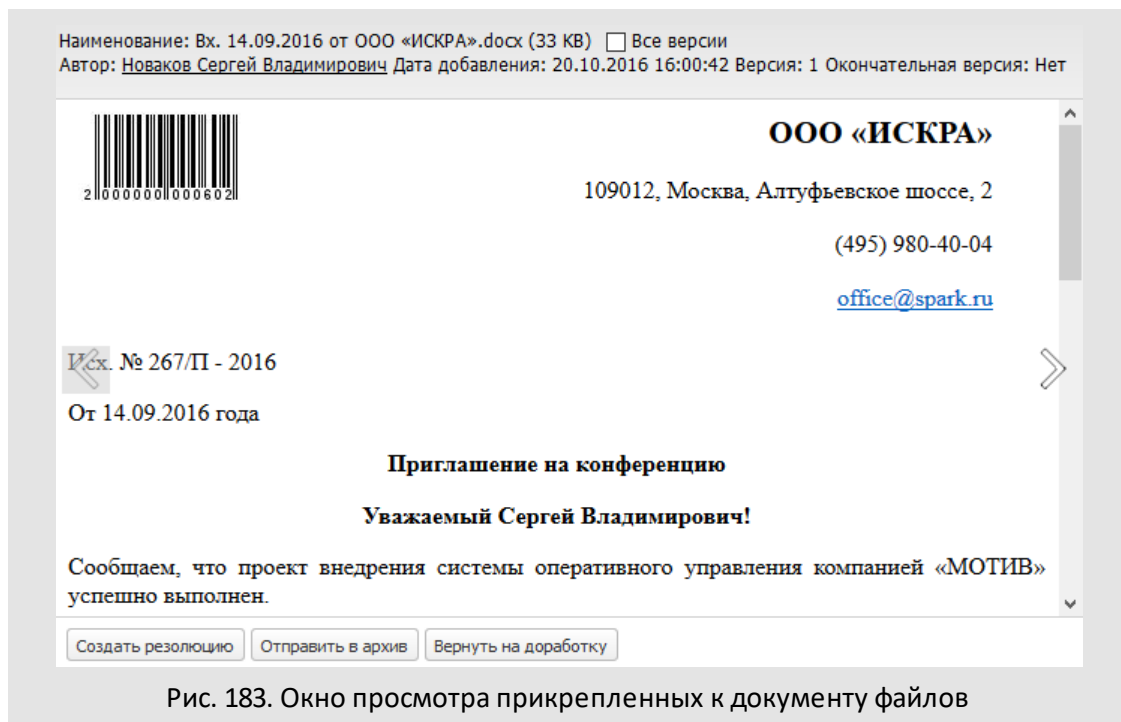 Наименование: Вх. 14.09.2016 от ООО «ИСКРА».docx (33 KB) Все версии
Автор: Новаков Сергей Владимирович Дата добавления: 20.10.2016 16:00:42 Версия: 1 Окончательная версия: Нет
ООО «ИСКРА»
2 000000 000602
109012, Москва, Алтуфьевское шоссе, 2
(495) 980-40-04
office@spark.ru
Исх. № 267/П - 2016
От 14.09.2016 года
Приглашение на конференцию
Уважаемый Сергей Владимирович!
Сообщаем, что проект внедрения системы оперативного управления компанией «МОТИВ»
успешно выполнен.
Создать резолюцию Отправить в архив Вернуть на доработку
Рис. 183. Окно просмотра прикрепленных к документу файлов